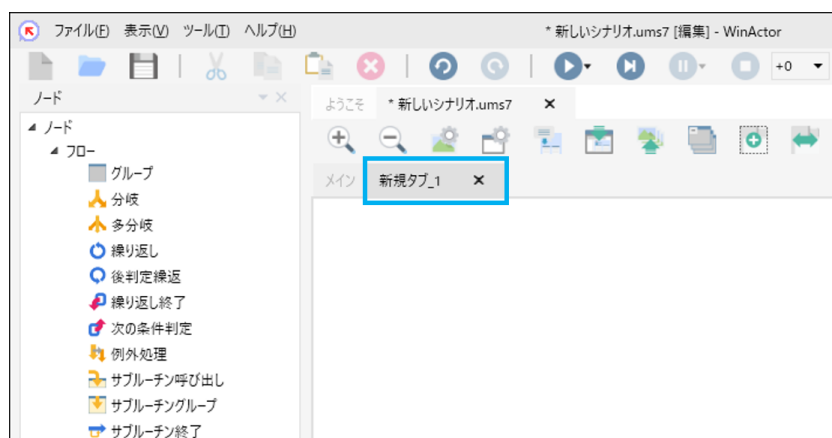 ファイル(F) 表示(V) ツール(T) ヘルプ(H) * 新しいシナリオ.ums7 [編集] - WinActor
+0
ノード
ようこそ * 新しいシナリオ.ums7
ノード
フロー
グループ
メイン 新規タブ_1
分岐
多分岐
繰り返し
後判定繰返
繰り返し終了
次の条件判定
例外処理
サブルーチン呼び出し
サブルーチングループ
サブルーチン終了